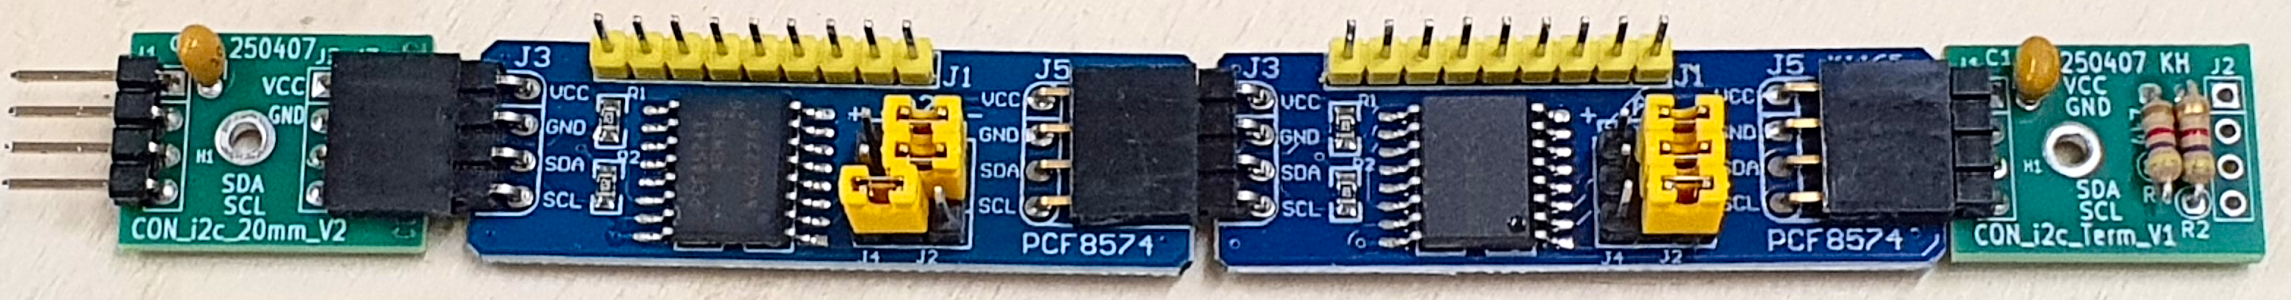 J1
250407
VCC
GND
H1
SDA
SCL
CON_i2c_20mm_V2
J3
VCC
GND
SDA
SCL
R1
R2
J1
+
-
J4
J2
J5
VCC
GND
SDA
SCL
PCF8574
J3
VCC
GND
SDA
SCL
R1
R2
J1
+
J4
J2
J5
VCC
GND
SDA
SCL
PCF8574
J1
C1
250407 KH
J2
VCC
GND
H1
SDA
SCL
R2
CON_i2c_Term_V1